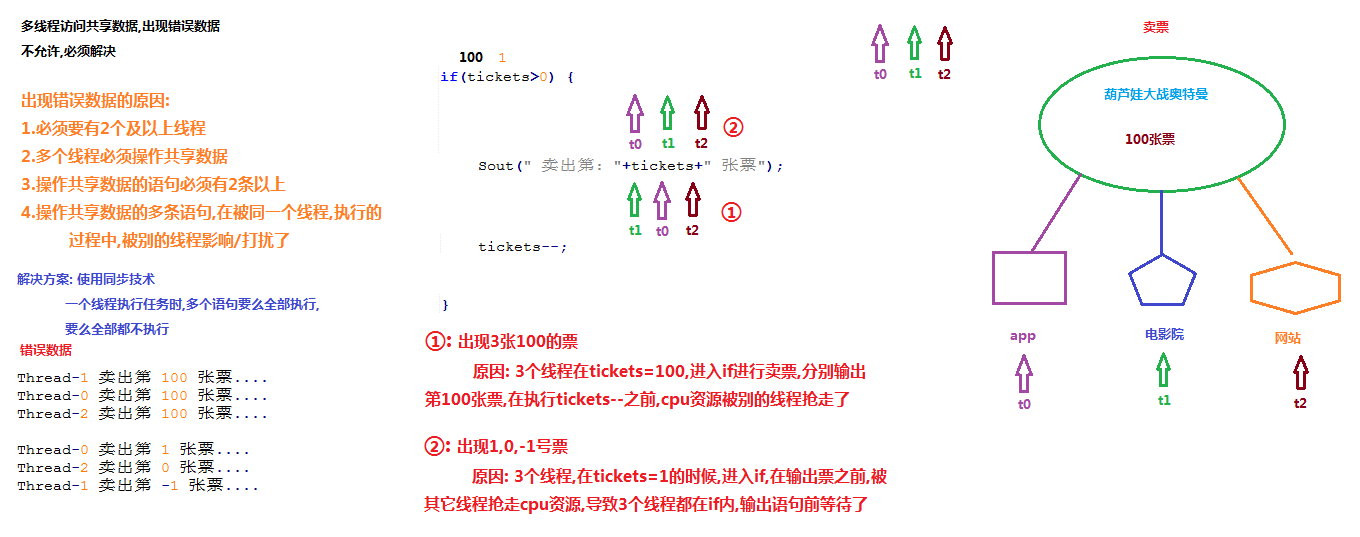 多线程访问共享数据,出现错误数据
不允许,必须解决
出现错误数据的原因:
1.必须要有2个及以上线程
2.多个线程必须操作共享数据
3.操作共享数据的语句必须有2条以上
4.操作共享数据的多条语句,在被同一个线程,执行的
过程中,被别的线程影响/打扰了
解决方案: 使用同步技术
一个线程执行任务时,多个语句要么全部执行,
要么全部都不执行
错误数据
Thread-1 卖出第 100 张票....
Thread-0 卖出第 100 张票....
Thread-2 卖出第 100 张票....
Thread-0 卖出第 1 张票....
Thread-2 卖出第 0 张票....
Thread-1 卖出第 -1 张票....
100 1
if(tickets>0) {
t0 t1 t2 ②
Sout(" 卖出第: "+tickets+" 张票");
t1 t0 t2 ①
tickets--;
}
①: 出现3张100的票
原因: 3个线程在tickets=100,进入if进行卖票,分别输出
第100张票,在执行tickets--之前,cpu资源被别的线程抢走了
②: 出现1,0,-1号票
原因: 3个线程,在tickets=1的时候,进入if,在输出票之前,被
其它线程抢走cpu资源,导致3个线程都在if内,输出语句前等待了
t0 t1 t2
卖票
葫芦娃大战奥特曼
100张票
app 电影院 网站
t0 t1 t2